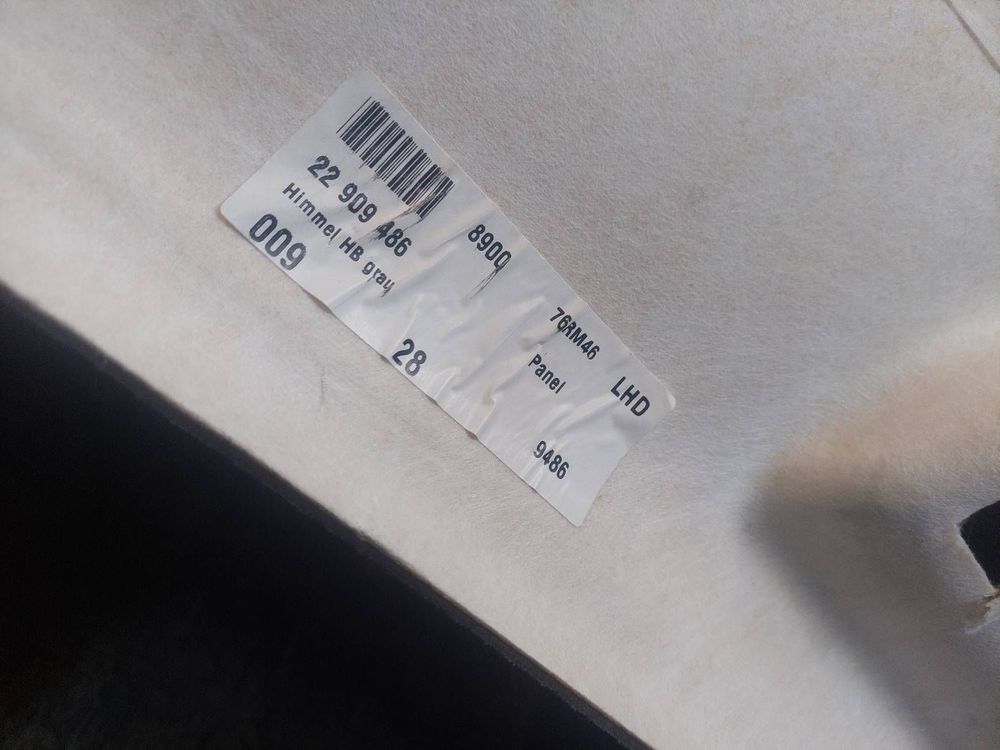 22 909 486
8900
76RM46
LHD
Himmel HB gray
Panel
009
28
9486